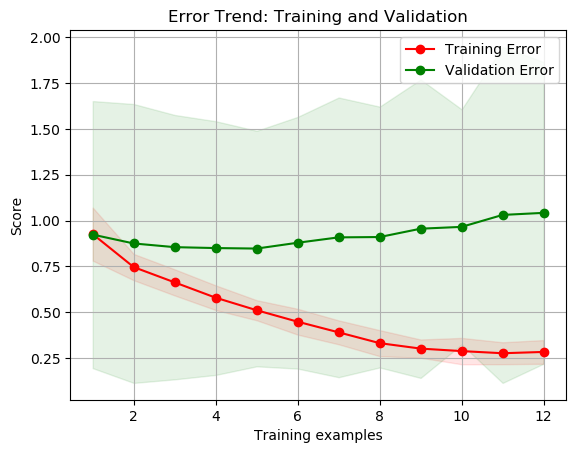 Error Trend: Training and Validation
2.00
1.75
1.50
1.25
1.00
0.75
0.50
0.25
Score
Training Error
Validation Error
2
4
6
8
10
12
Training examples